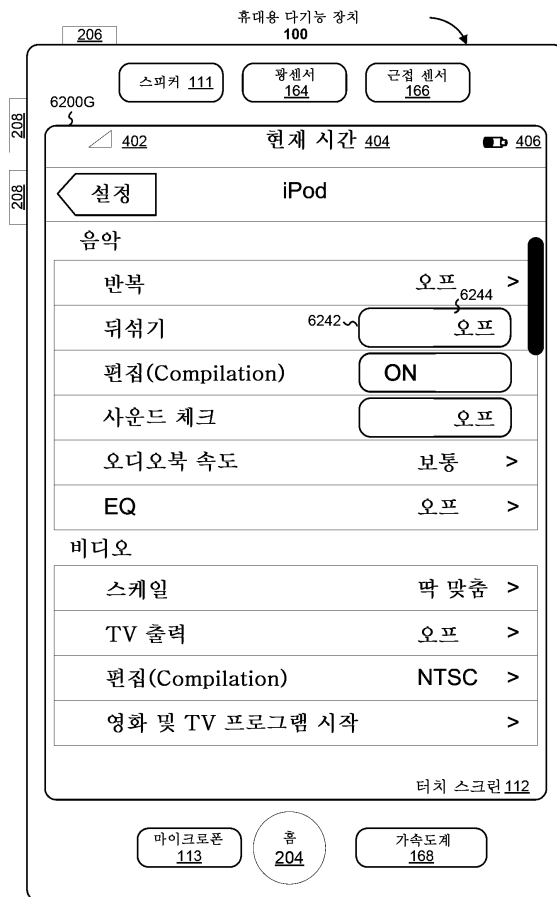 휴대용 다기능 장치
100
206
스피커 111
광센서
164
근접 센서
166
6200G
208
208
402
현재 시간 404
406
설정
iPod
음악
반복 오프 >
6244
뒤섞기 6242 오프
편집(Compilation) ON
사운드 체크 오프
오디오북 속도 보통 >
EQ 오프 >
비디오
스케일 딱 맞춤 >
TV 출력 오프 >
편집(Compilation) NTSC >
영화 및 TV 프로그램 시작 >
터치 스크린 112
마이크로폰
113
홈
204
가속도계
168